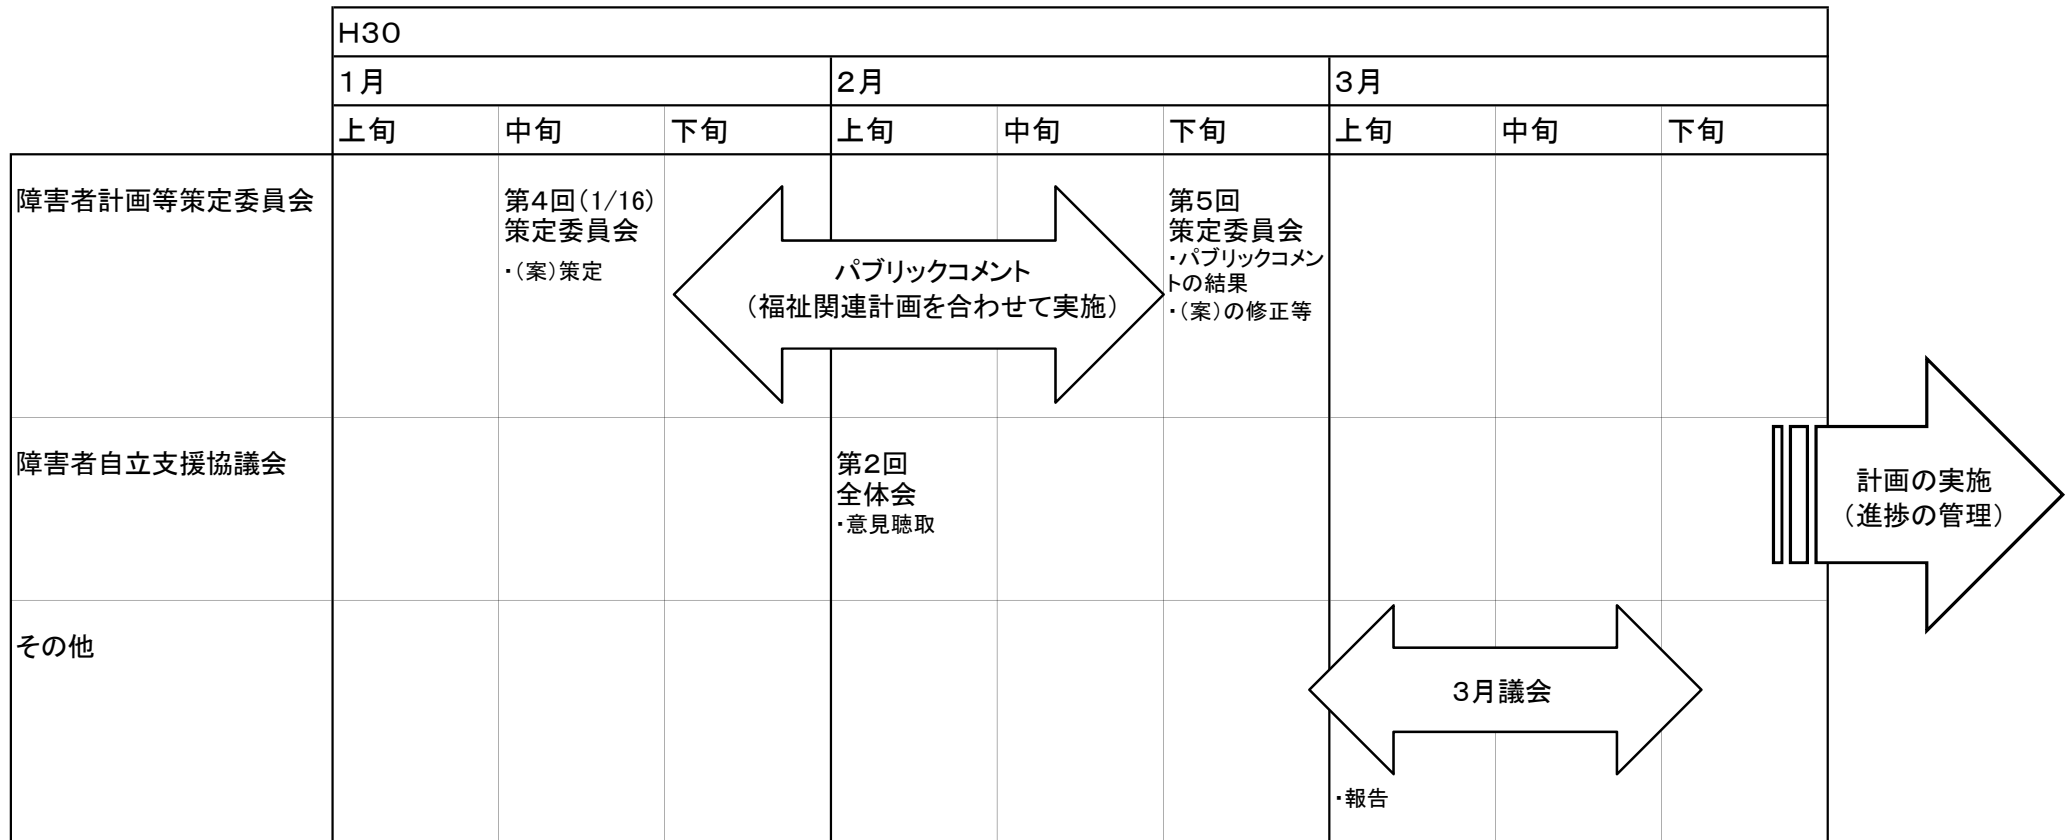 H30
1月
2月
3月
上旬
中旬
下旬
上旬
中旬
下旬
上旬
中旬
下旬
障害者計画等策定委員会
第4回(1/16)
策定委員会
・(案)策定
パブリックコメント
(福祉関連計画を合わせて実施)
第5回
策定委員会
・パブリックコメン
トの結果
・(案)の修正等
障害者自立支援協議会
第2回
全体会
・意見聴取
計画の実施
(進捗の管理)
その他
3月議会
・報告